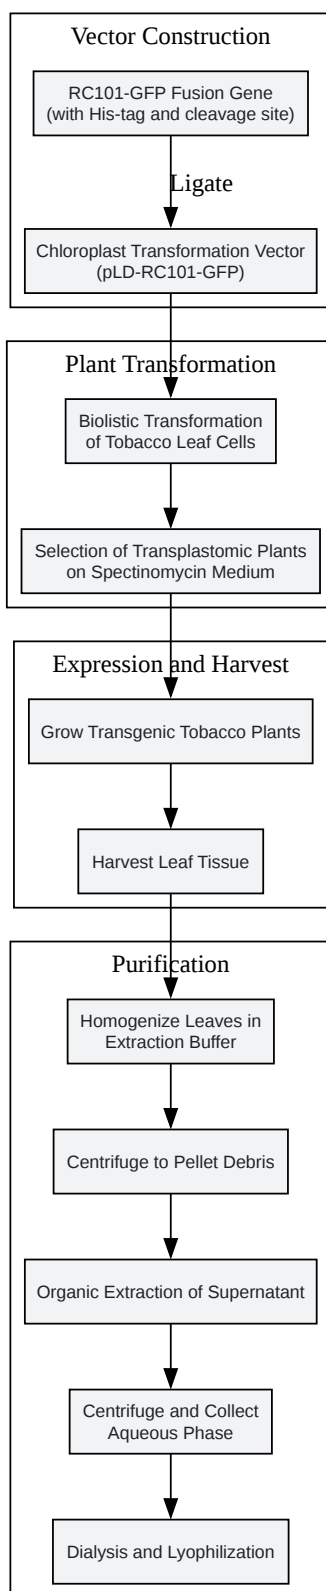 Vector Construction
RC101-GFP Fusion Gene
(with His-tag and cleavage site)
Ligate
Chloroplast Transformation Vector
(pLD-RC101-GFP)
Plant Transformation
Biolistic Transformation
of Tobacco Leaf Cells
Selection of Transplastomic Plants
on Spectinomycin Medium
Expression and Harvest
Grow Transgenic Tobacco Plants
Harvest Leaf Tissue
Purification
Homogenize Leaves in
Extraction Buffer
Centrifuge to Pellet Debris
Organic Extraction of Supernatant
Centrifuge and Collect
Aqueous Phase
Dialysis and Lyophilization